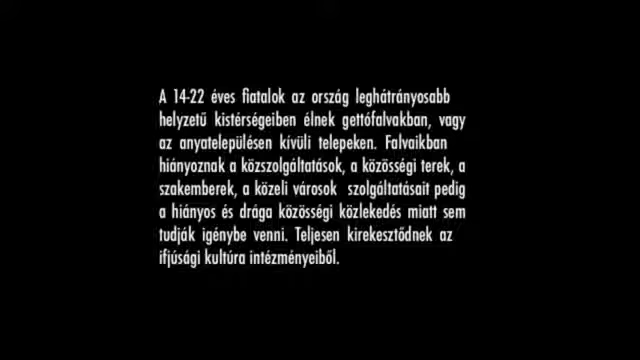 A 14-22 éves fiatalok az ország leghátrányosabb
helyzetű kistérségeiben élnek gettófalvakban, vagy
az anyatelepülésen kívüli telepeken. Falvaikban
hiányoznak a közszolgáltatások, a közösségi terek, a
szakemberek, a közeli városok szolgáltatásait pedig
a hiányos és drága közösségi közlekedés miatt sem
tudják igénybe venni. Teljesen kirekesztődnek az
ifjúsági kultúra intézményeiből.